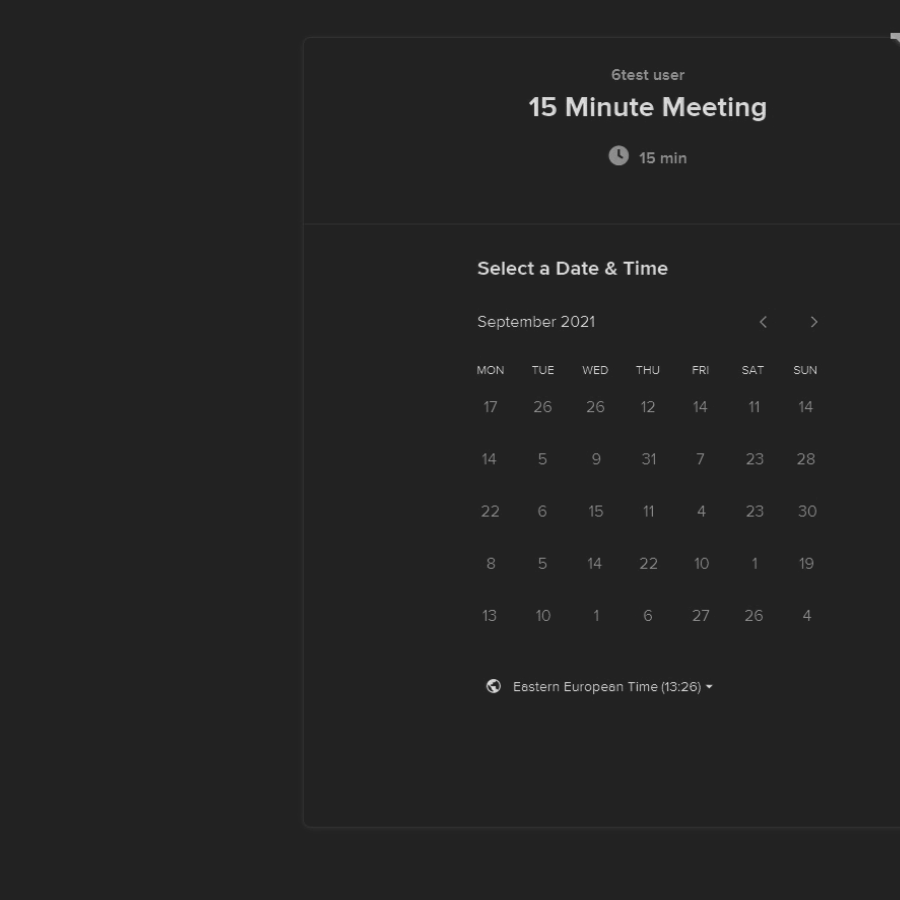 6test user
15 Minute Meeting
15 min
Select a Date & Time
September 2021
MON TUE WED THU FRI SAT SUN
17 26 26 12 14 11 14
14 5 9 31 7 23 28
22 6 15 11 4 23 30
8 5 14 22 10 1 19
13 10 1 6 27 26 4
Eastern European Time (13:26)